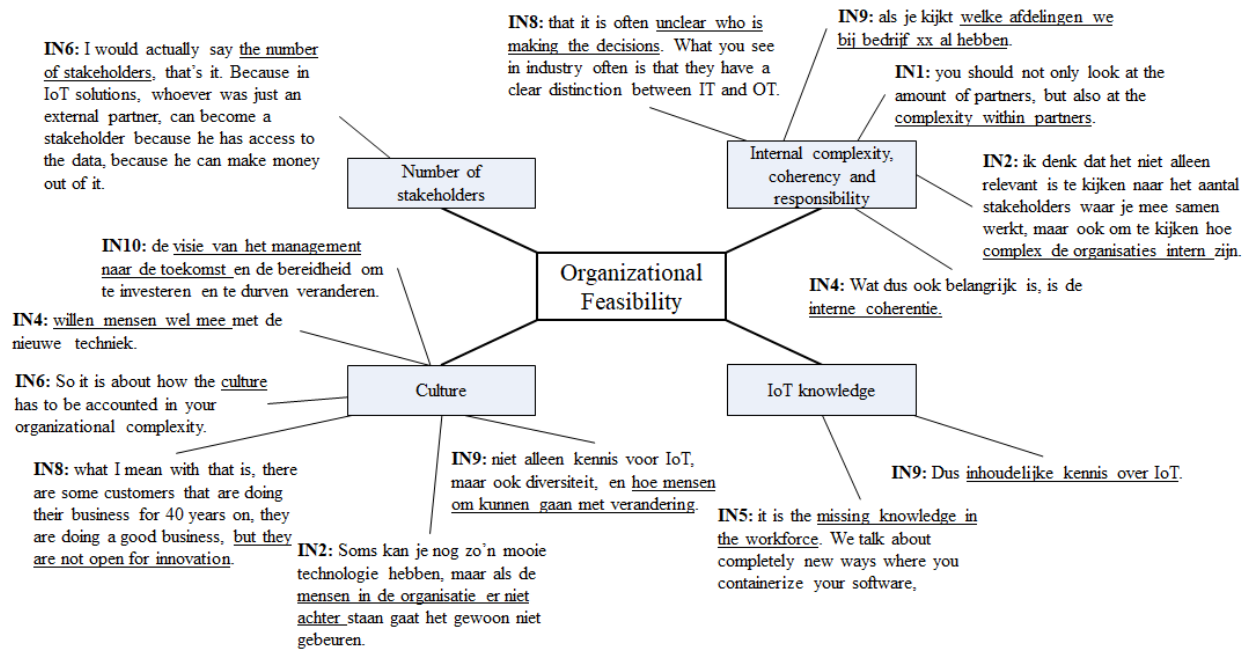 IN6: I would actually say the number
of stakeholders, that's it. Because in
IoT solutions, whoever was just an
external partner, can become a
stakeholder because he has access to
the data, because he can make money
out of it.
IN8: that it is often unclear who is
making the decisions. What you see
in industry often is that they have a
clear distinction between IT and OT.
IN9: als je kijkt welke afdelingen we
bij bedrijf xx al hebben.
IN1: you should not only look at the
amount of partners, but also at the
complexity within partners.
Number of
stakeholders
Internal complexity,
coherency and
responsibility
IN2: ik denk dat het niet alleen
relevant is te kijken naar het aantal
stakeholders waar je mee samen
werkt, maar ook om te kijken hoe
complex de organisaties intern zijn.
IN10: de visie van het management
naar de toekomst en de bereidheid om
te investeren en te durven veranderen.
Organizational
Feasibility
IN4: Wat dus ook belangrijk is, is de
interne coherentie.
IN4: willen mensen wel mee met de
nieuwe techniek.
IN6: So it is about how the culture
has to be accounted in your
organizational complexity.
Culture
IoT knowledge
IN8: what I mean with that is, there
are some customers that are doing
their business for 40 years on, they
are doing a good business, but they
are not open for innovation.
IN9: niet alleen kennis voor IoT,
maar ook diversiteit, en hoe mensen
om kunnen gaan met verandering.
IN9: Dus inhoudelijke kennis over IoT.
IN2: Soms kan je nog zo'n mooie
technologie hebben, maar als de
mensen in de organisatie er niet
achter staan gaat het gewoon niet
gebeuren.
IN5: it is the missing knowledge in
the workforce. We talk about
completely new ways where you
containerize your software,